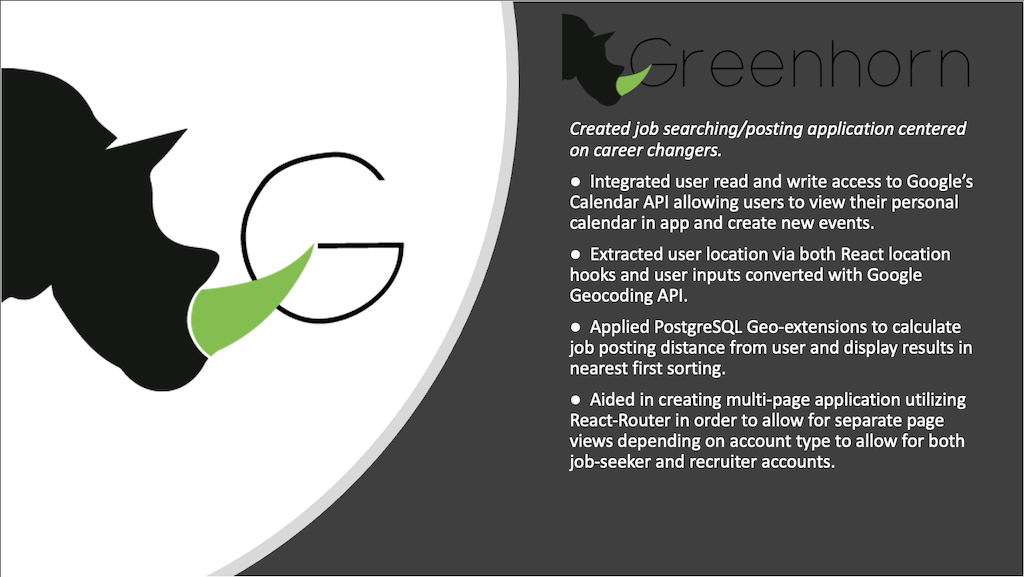 Greenhorn
G
Created job searching/posting application centered
on career changers.
● Integrated user read and write access to Google’s
Calendar API allowing users to view their personal
calendar in app and create new events.
● Extracted user location via both React location
hooks and user inputs converted with Google
Geocoding API.
● Applied PostgreSQL Geo-extensions to calculate
job posting distance from user and display results in
nearest first sorting.
● Aided in creating multi-page application utilizing
React-Router in order to allow for separate page
views depending on account type to allow for both
job-seeker and recruiter accounts.